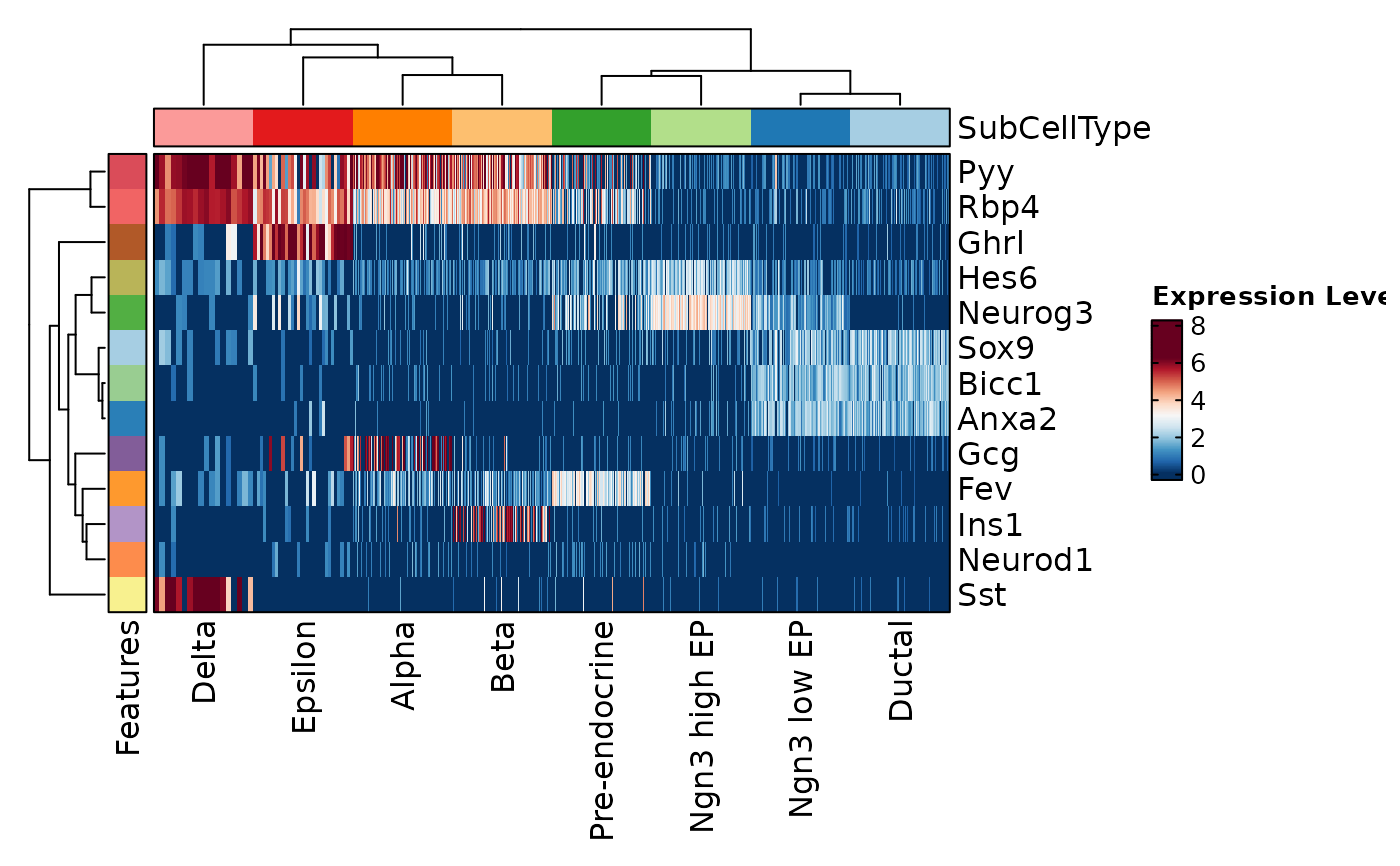 SubCellType
Pyy
Rbp4
Ghrl
Hes6
Neurog3
Sox9
Bicc1
Anxa2
Gcg
Fev
Ins1
Neurod1
Sst
Expression Leve
8
6
4
2
0
Features
Delta
Epsilon
Alpha
Beta
Pre-endocrine
Ngn3 high EP
Ngn3 low EP
Ductal